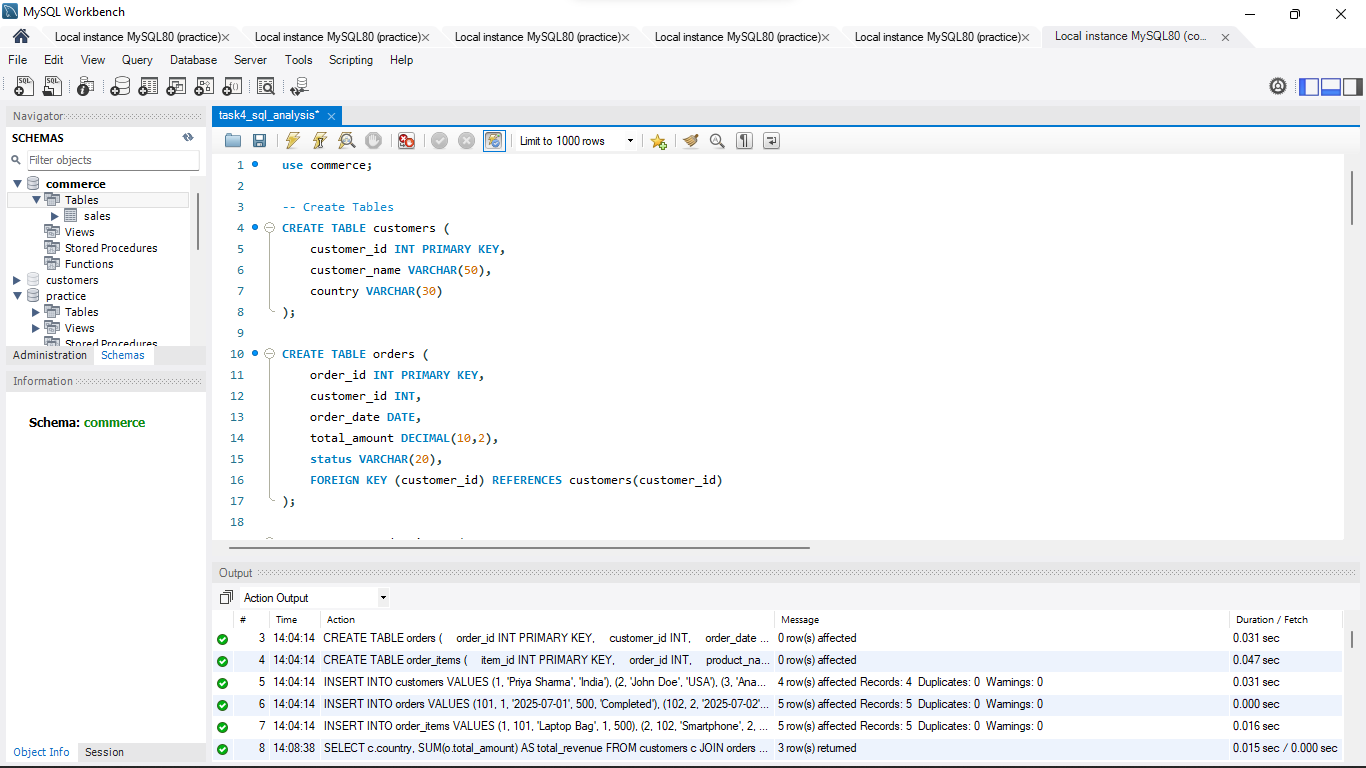 MySQL Workbench
Local instance MySQL80 (practice)× Local instance MySQL80 (practice)× Local instance MySQL80 (practice)× Local instance MySQL80 (practice)× Local instance MySQL80 (practice)× Local instance MySQL80 (co... ×
File Edit View Query Database Server Tools Scripting Help
Navigator
SCHEMAS
Filter objects
commerce
Tables
sales
Views
Stored Procedures
Functions
customers
practice
Tables
Views
Stored Procedures
Administration Schemas
Information
Schema: commerce
Object Info Session
task4_sql_analysis* ×
Limit to 1000 rows
1 use commerce;
2
3 -- Create Tables
4 CREATE TABLE customers (
5 customer_id INT PRIMARY KEY,
6 customer_name VARCHAR(50),
7 country VARCHAR(30)
8 );
9
10 CREATE TABLE orders (
11 order_id INT PRIMARY KEY,
12 customer_id INT,
13 order_date DATE,
14 total_amount DECIMAL(10,2),
15 status VARCHAR(20),
16 FOREIGN KEY (customer_id) REFERENCES customers(customer_id)
17 );
18
Output
Action Output
# Time Action Message Duration / Fetch
3 14:04:14 CREATE TABLE orders ( order_id INT PRIMARY KEY, customer_id INT, order_date ... 0 row(s) affected 0.031 sec
4 14:04:14 CREATE TABLE order_items ( item_id INT PRIMARY KEY, order_id INT, product_na... 0 row(s) affected 0.047 sec
5 14:04:14 INSERT INTO customers VALUES (1, 'Priya Sharma', 'India'), (2, 'John Doe', 'USA'), (3, 'Ana... 4 row(s) affected Records: 4 Duplicates: 0 Warnings: 0 0.031 sec
6 14:04:14 INSERT INTO orders VALUES (101, 1, '2025-07-01', 500, 'Completed'), (102, 2, '2025-07-02'... 5 row(s) affected Records: 5 Duplicates: 0 Warnings: 0 0.000 sec
7 14:04:14 INSERT INTO order_items VALUES (1, 101, 'Laptop Bag', 1, 500), (2, 102, 'Smartphone', 2, ... 5 row(s) affected Records: 5 Duplicates: 0 Warnings: 0 0.016 sec
8 14:08:38 SELECT c.country, SUM(o.total_amount) AS total_revenue FROM customers c JOIN orders ... 3 row(s) returned 0.015 sec / 0.000 sec